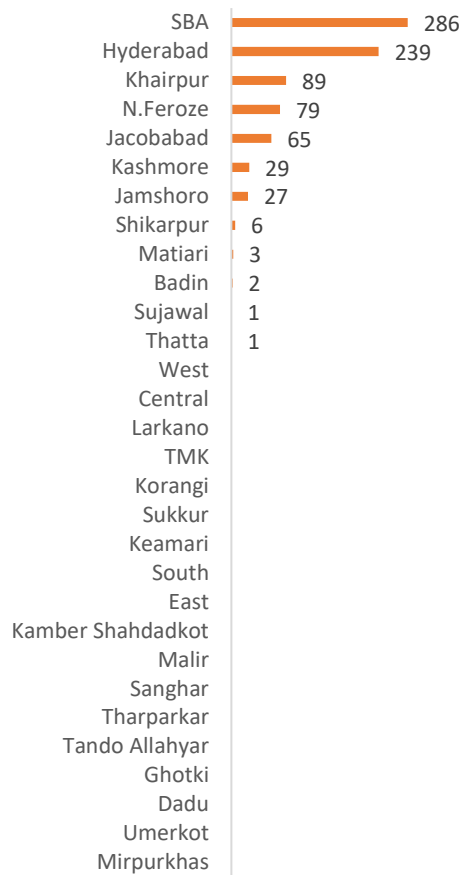 SBA 286
Hyderabad 239
Khairpur 89
N.Feroze 79
Jacobabad 65
Kashmore 29
Jamshoro 27
Shikarpur 6
Matiari 3
Badin 2
Sujawal 1
Thatta 1
West
Central
Larkano
TMK
Korangi
Sukkur
Keamari
South
East
Kamber Shahdadkot
Malir
Sanghar
Tharparkar
Tando Allahyar
Ghotki
Dadu
Umerkot
Mirpurkhas